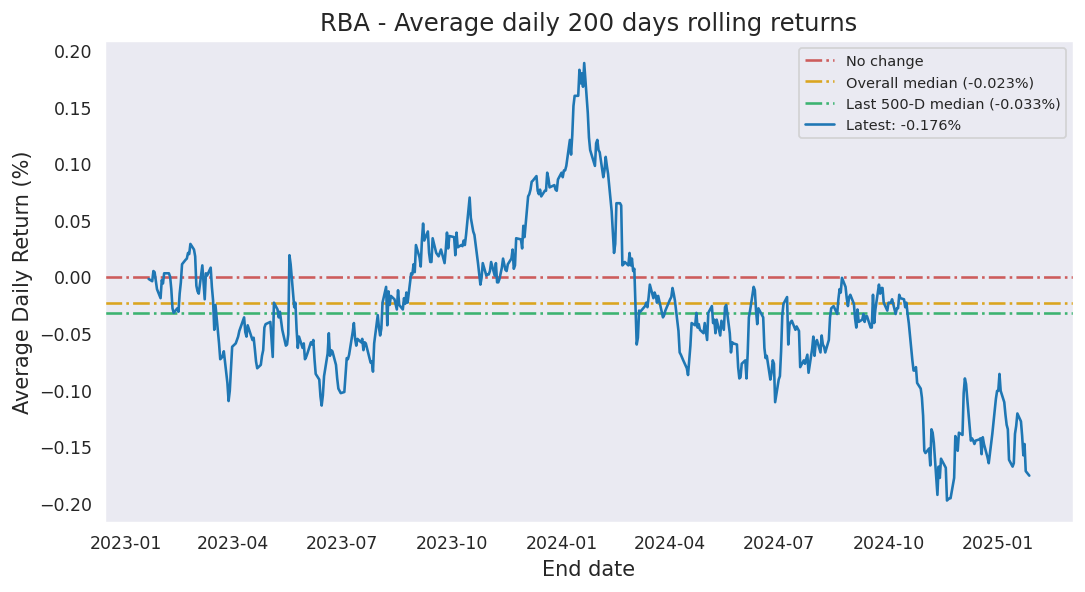 RBA - Average daily 200 days rolling returns
Average Daily Return (%)
0.20
0.15
0.10
0.05
0.00
−0.05
−0.10
−0.15
−0.20
No change
Overall median (-0.023%)
Last 500-D median (-0.033%)
Latest: -0.176%
2023-01 2023-04 2023-07 2023-10 2024-01 2024-04 2024-07 2024-10 2025-01
End date